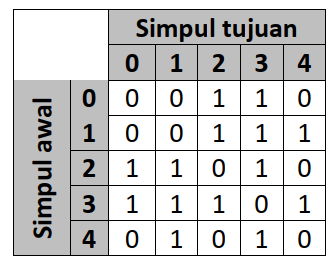 Simpul tujuan
0 1 2 3 4
Simpul awal
0 0 0 1 1 0
1 0 0 1 1 1
2 1 1 0 1 0
3 1 1 1 0 1
4 0 1 0 1 0